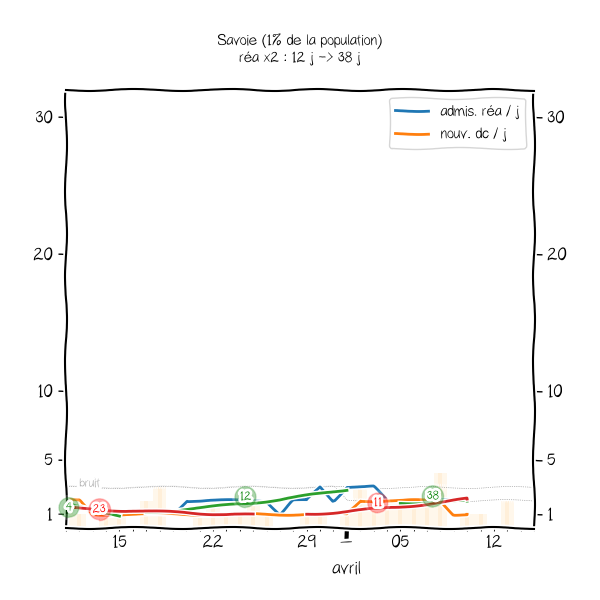 Savoie (1% de la population)
réa x2 : 12 j -> 38 j
admis. réa / j
nouv. dc / j
30 30
20 20
10 10
5 5
bruit
4 23 12 11 38
1 1
15 22 29 05 12
avril